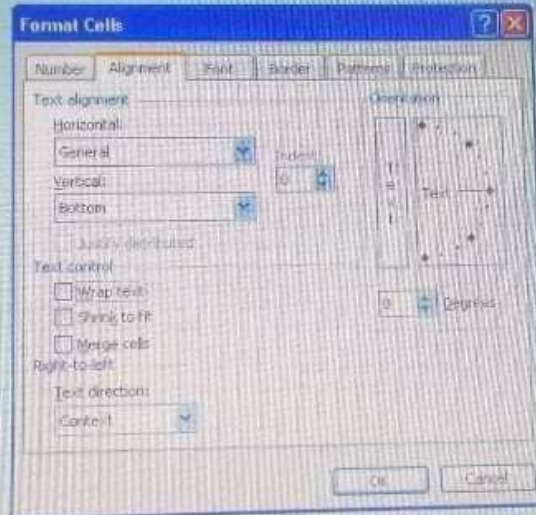 Format Cells
Number Alignment Font Border Patterns Protection
Text alignment
Orientation
Horizontal:
General
Indent:
0
Vertical:
Bottom
Justify distributed
Text
Text
Text control
Wrap text
Shrink to fit
Merge cells
0 Degrees
Right-to-left
Text direction:
Context
OK Cancel